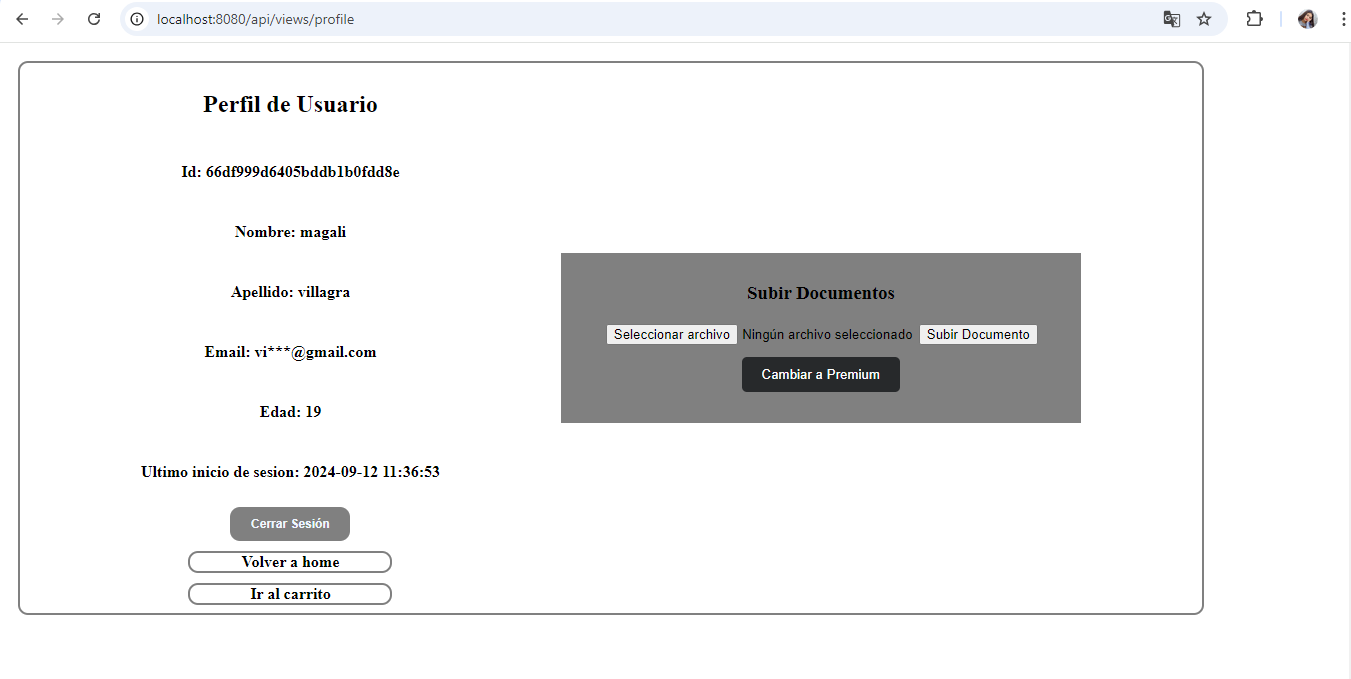 localhost:8080/api/views/profile
Perfil de Usuario
Id: 66df999d6405bddb1b0fdd8e
Nombre: magali
Apellido: villagra
Email: vi***@gmail.com
Edad: 19
Ultimo inicio de sesion: 2024-09-12 11:36:53
Cerrar Sesión
Volver a home
Ir al carrito
Subir Documentos
Seleccionar archivo Ningún archivo seleccionado Subir Documento
Cambiar a Premium